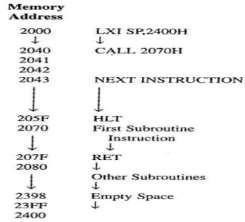 Memory
Address
2000 LXI SP,2400H
↓ ↓
2040 CALL 2070H
2041
2042
2043 NEXT INSTRUCTION
↓ ↓
205F HLT
2070 First Subroutine
↓ Instruction
↓
207F RET
2080 ↓
↓ Other Subroutines
↓ ↓
2398 Empty Space
23FF ↓
2400